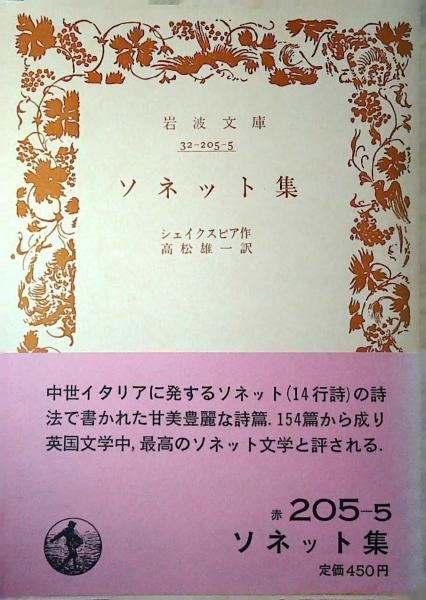 岩波文庫
32-205-5
ソネット集
シェイクスピア作
高松雄一訳
中世イタリアに発するソネット(14行詩)の詩
法で書かれた甘美豊麗な詩篇.154篇から成り
英国文学中,最高のソネット文学と評される.
赤 205-5
ソネット集
定価450円